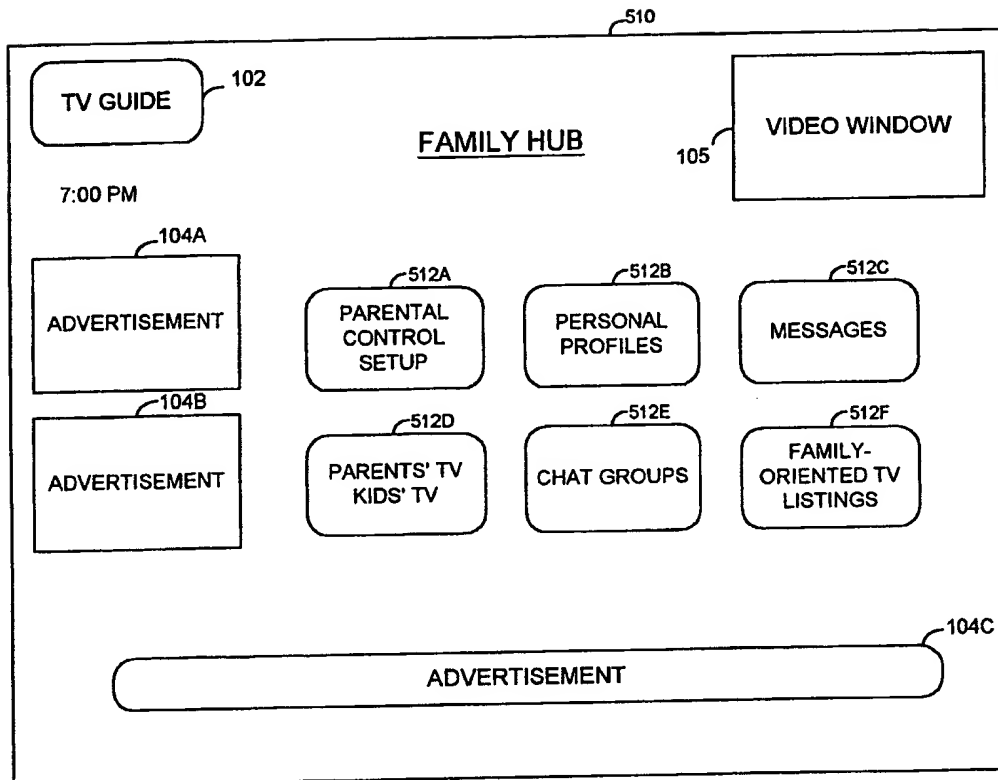 510
TV GUIDE
102
FAMILY HUB
VIDEO WINDOW
105
7:00 PM
104A
ADVERTISEMENT
512A
PARENTAL
CONTROL
SETUP
512B
PERSONAL
PROFILES
512C
MESSAGES
104B
ADVERTISEMENT
512D
PARENTS' TV
KIDS' TV
512E
CHAT GROUPS
512F
FAMILY-
ORIENTED TV
LISTINGS
104C
ADVERTISEMENT